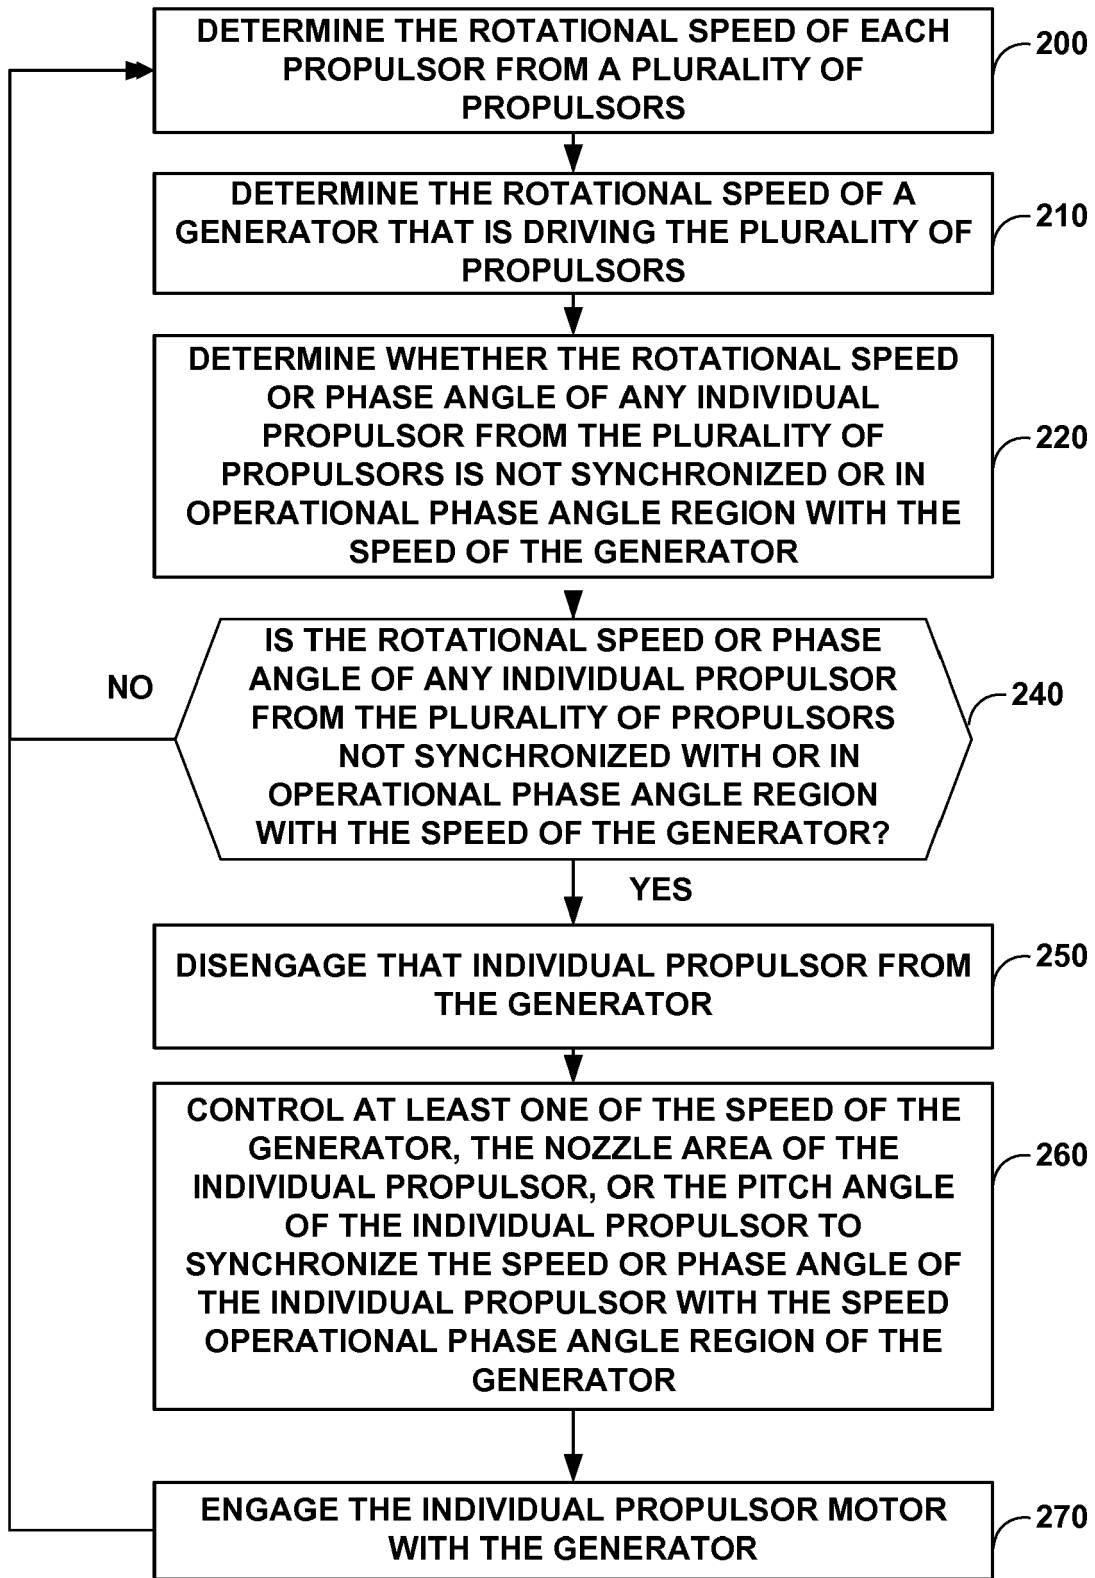 DETERMINE THE ROTATIONAL SPEED OF EACH
PROPULSOR FROM A PLURALITY OF
PROPULSORS
200
DETERMINE THE ROTATIONAL SPEED OF A
GENERATOR THAT IS DRIVING THE PLURALITY OF
PROPULSORS
210
DETERMINE WHETHER THE ROTATIONAL SPEED
OR PHASE ANGLE OF ANY INDIVIDUAL
PROPULSOR FROM THE PLURALITY OF
PROPULSORS IS NOT SYNCHRONIZED OR IN
OPERATIONAL PHASE ANGLE REGION WITH THE
SPEED OF THE GENERATOR
220
IS THE ROTATIONAL SPEED OR PHASE
ANGLE OF ANY INDIVIDUAL PROPULSOR
FROM THE PLURALITY OF PROPULSORS
NOT SYNCHRONIZED WITH OR IN
OPERATIONAL PHASE ANGLE REGION
WITH THE SPEED OF THE GENERATOR?
240
NO
YES
DISENGAGE THAT INDIVIDUAL PROPULSOR FROM
THE GENERATOR
250
CONTROL AT LEAST ONE OF THE SPEED OF THE
GENERATOR, THE NOZZLE AREA OF THE
INDIVIDUAL PROPULSOR, OR THE PITCH ANGLE
OF THE INDIVIDUAL PROPULSOR TO
SYNCHRONIZE THE SPEED OR PHASE ANGLE OF
THE INDIVIDUAL PROPULSOR WITH THE SPEED
OPERATIONAL PHASE ANGLE REGION OF THE
GENERATOR
260
ENGAGE THE INDIVIDUAL PROPULSOR MOTOR
WITH THE GENERATOR
270